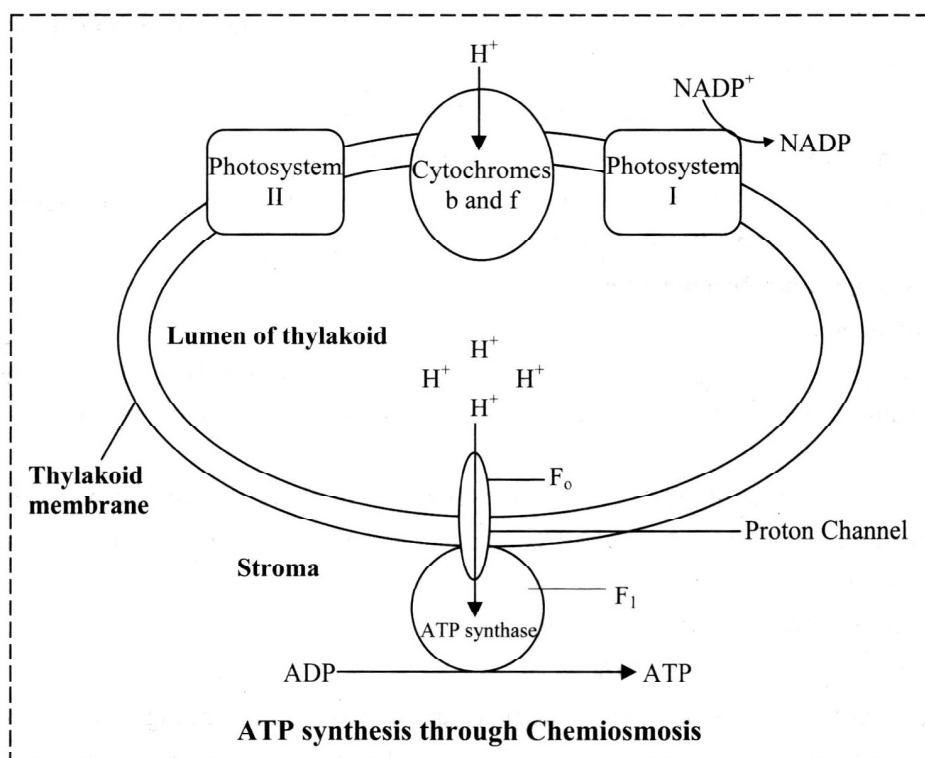 H⁺
NADP⁺
NADP
Photosystem
II
Cytochromes
b and f
Photosystem
I
Lumen of thylakoid
H⁺
H⁺ H⁺
H⁺
Thylakoid
membrane
F₀
Proton Channel
Stroma
F₁
ATP synthase
ADP ATP
ATP synthesis through Chemiosmosis